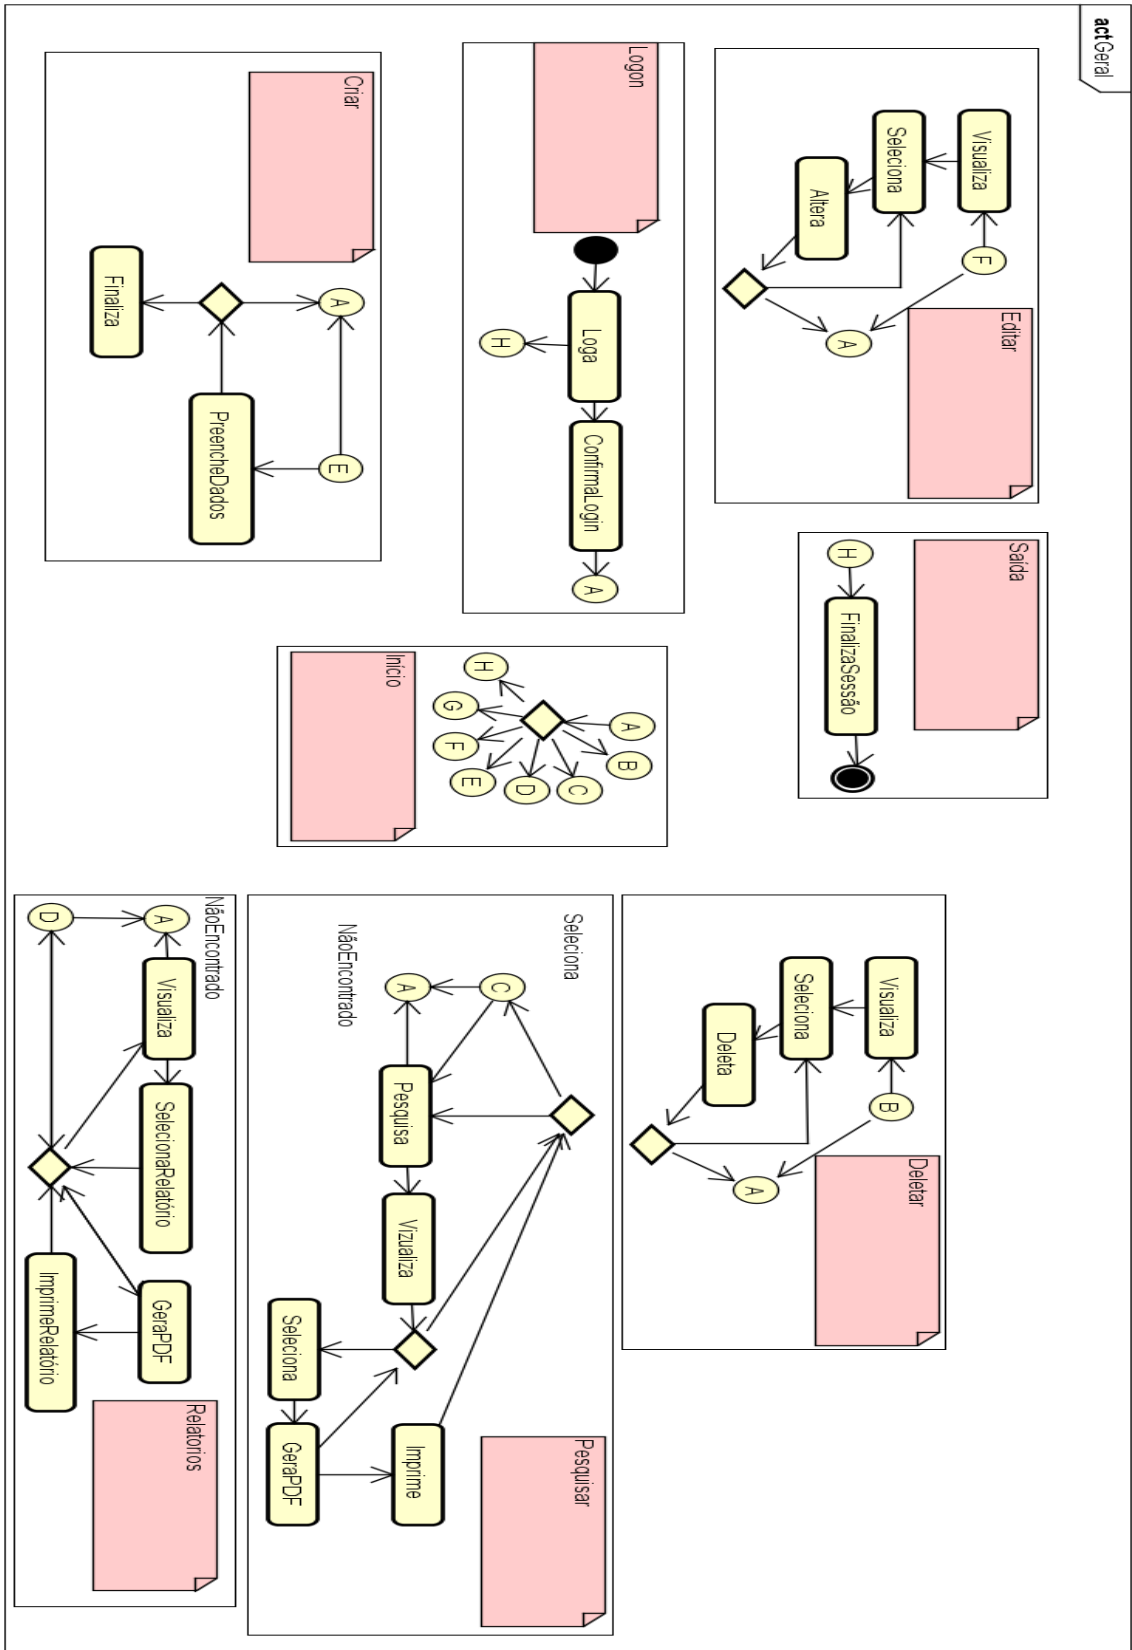 actGeral
Editar
Visualiza
F
Seleciona
Altera
A
Saída
H
FinalizaSessão
Deletar
Visualiza
B
Seleciona
Deleta
A
Logon
Loga
H
ConfirmaLogin
A
Início
A
B
C
D
E
F
G
H
Pesquisar
Seleciona
C
A
NãoEncontrado
Pesquisa
Vizualiza
Seleciona
GeraPDF
Imprime
Criar
A
E
PreencheDados
Finaliza
NãoEncontrado
A
D
Visualiza
SelecionaRelatório
GeraPDF
ImprimeRelatório
Relatorios